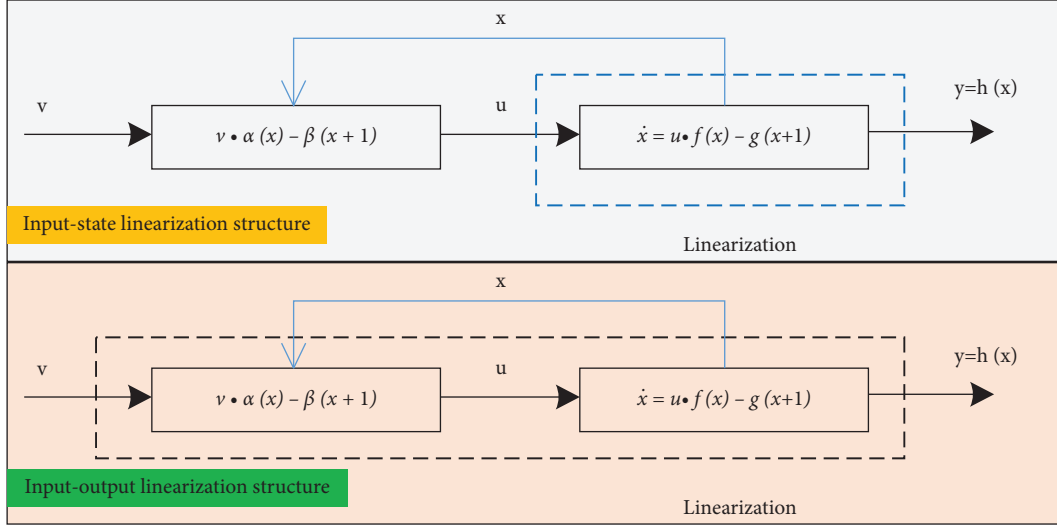 x
v
u
y=h (x)
v • α (x) – β (x + 1)
ẋ = u• f (x) – g (x+1)
Input-state linearization structure
Linearization
x
v
u
y=h (x)
v • α (x) – β (x + 1)
ẋ = u• f (x) – g (x+1)
Input-output linearization structure
Linearization